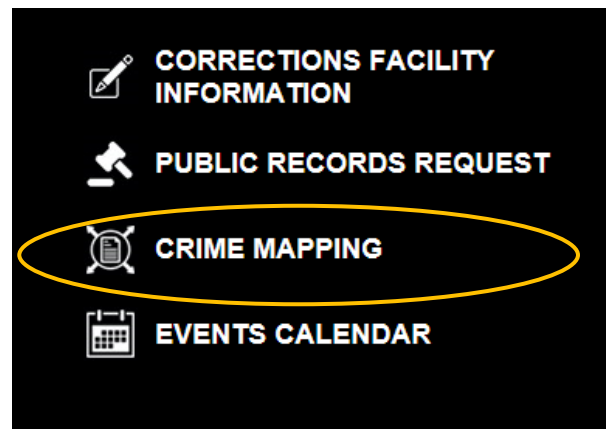 CORRECTIONS FACILITY
INFORMATION
PUBLIC RECORDS REQUEST
CRIME MAPPING
EVENTS CALENDAR